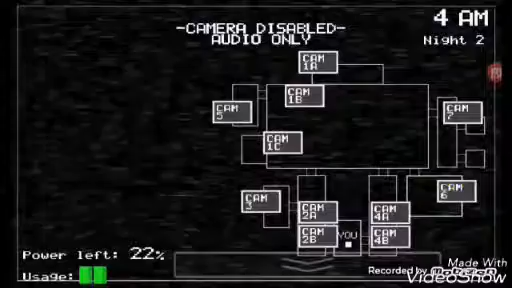 4 AM
-CAMERA DISABLED-
AUDIO ONLY
Night 2
CAM
1A
CAM
1B
CAM
5
CAM
7
CAM
1C
CAM
6
CAM
3
CAM
2A
CAM
4A
CAM
2B
YOU
CAM
4B
Power left: 22%
Usage:
Made With
Recorded by
VideoShow